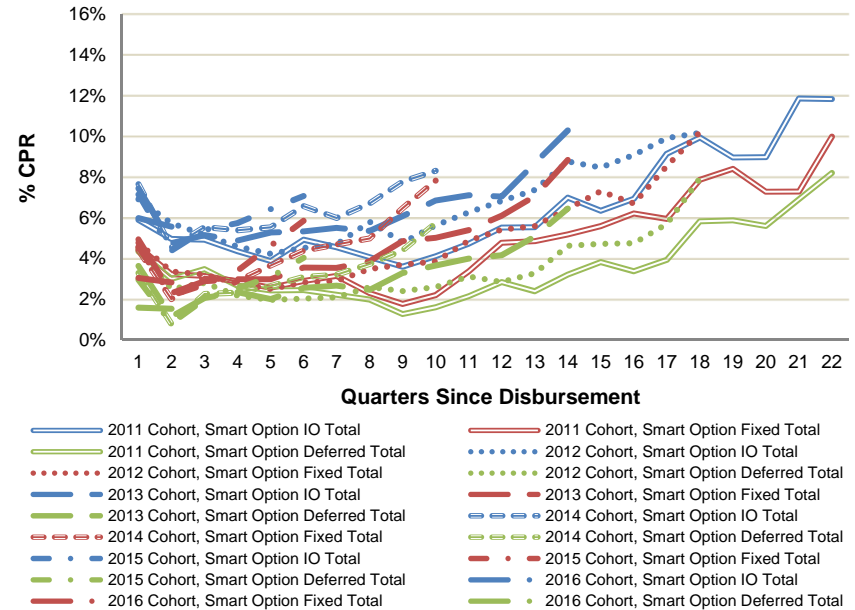 16%
14%
12%
10%
8%
6%
4%
2%
0%
% CPR
1 2 3 4 5 6 7 8 9 10 11 12 13 14 15 16 17 18 19 20 21 22
Quarters Since Disbursement
2011 Cohort, Smart Option IO Total
2011 Cohort, Smart Option Fixed Total
2011 Cohort, Smart Option Deferred Total
2012 Cohort, Smart Option IO Total
2012 Cohort, Smart Option Fixed Total
2012 Cohort, Smart Option Deferred Total
2013 Cohort, Smart Option IO Total
2013 Cohort, Smart Option Fixed Total
2013 Cohort, Smart Option Deferred Total
2014 Cohort, Smart Option IO Total
2014 Cohort, Smart Option Fixed Total
2014 Cohort, Smart Option Deferred Total
2015 Cohort, Smart Option IO Total
2015 Cohort, Smart Option Fixed Total
2015 Cohort, Smart Option Deferred Total
2016 Cohort, Smart Option IO Total
2016 Cohort, Smart Option Fixed Total
2016 Cohort, Smart Option Deferred Total